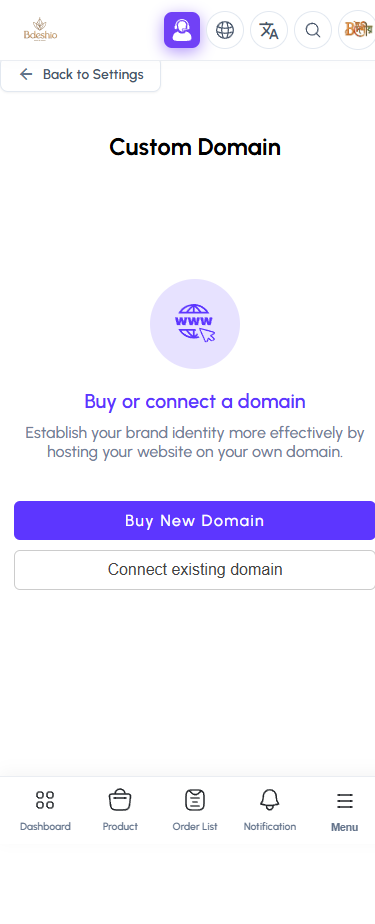 Bdeshio
Back to Settings
Custom Domain
www
Buy or connect a domain
Establish your brand identity more effectively by
hosting your website on your own domain.
Buy New Domain
Connect existing domain
Dashboard
Product
Order List
Notification
Menu